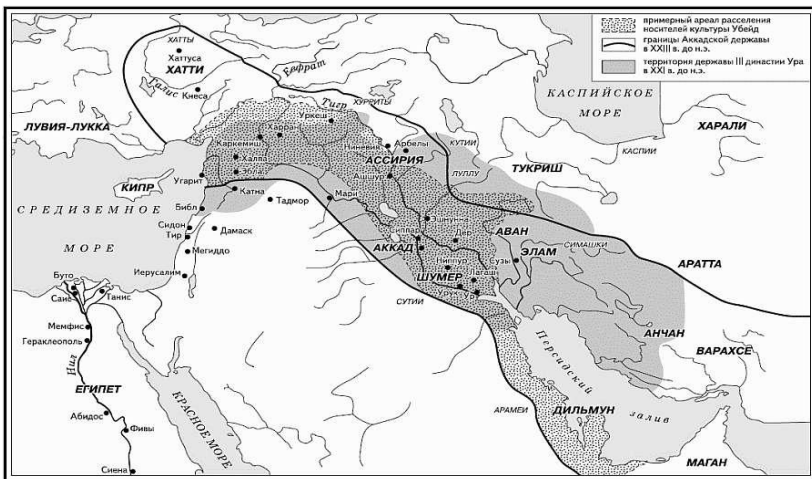 примерный ареал расселения
носителей культуры Убейд
границы Аккадской державы
в XXIII в. до н.э.
территория державы III династии Ура
в XXI в. до н.э.
ХАТТЫ
Хаттуса
ХАТТИ
Галис
Кнеса
Евфрат
Тигр
ХУРРИТЫ
Уркеш
КАСПИЙСКОЕ
МОРЕ
ХАРАЛИ
ЛУВИЯ-ЛУККА
Каркемиш
Харран
Ниневия
Арбелы
КУТИИ
КАСПИИ
Халпа
АССИРИЯ
ЛУЛЛУ
ТУКРИШ
КИПР
Угарит
Эбла
Ашшур
Катна
Мари
СРЕДИЗЕМНОЕ
МОРЕ
Библ
Тадмор
Эшнунна
Сидон
Дамаск
Сиппар
Дер
АВАН
Тир
АККАД
СИМАШКИ
ЭЛАМ
Мегиддо
Сузы
АРАТТА
Ниппур
Иерусалим
ШУМЕР
Лагаш
Буто
Саис
Танис
Урук
Ур
СУТИИ
Мемфис
АНЧАН
Гераклеополь
Персидский
залив
ВАРАХСЕ
Нил
ЕГИПЕТ
КРАСНОЕ МОРЕ
АРАМЕИ
ДИЛЬМУН
Абидос
Фивы
МАГАН
Сиена